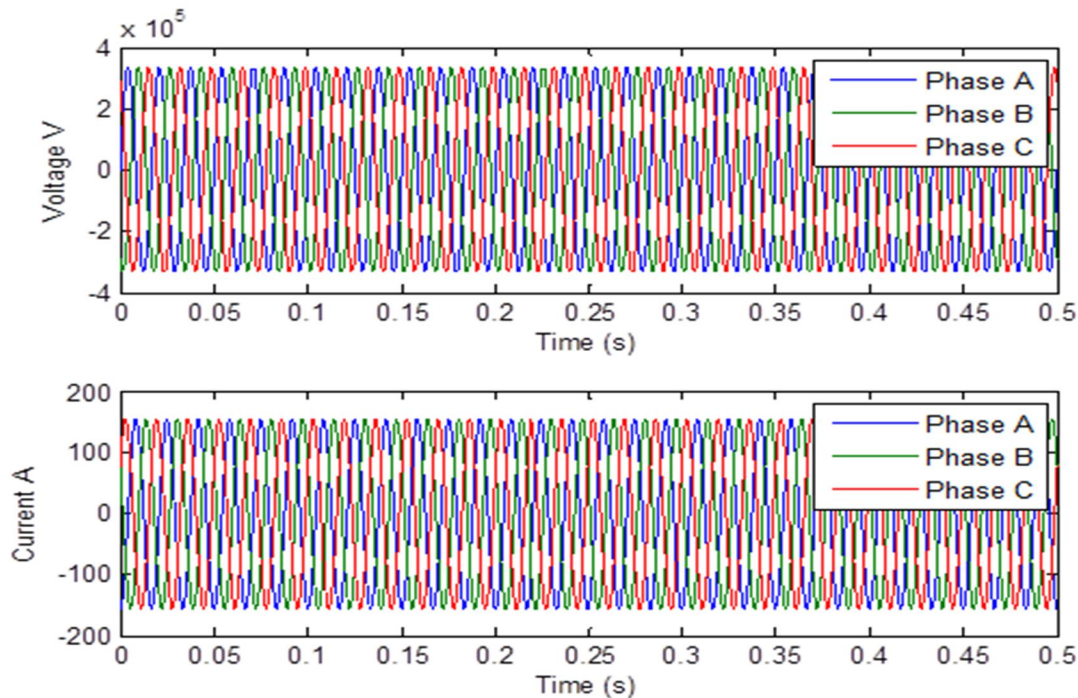 × 10^5
4
2
0
-2
-4
Voltage V
Phase A
Phase B
Phase C
0 0.05 0.1 0.15 0.2 0.25 0.3 0.35 0.4 0.45 0.5
Time (s)
200
100
0
-100
-200
Current A
Phase A
Phase B
Phase C
0 0.05 0.1 0.15 0.2 0.25 0.3 0.35 0.4 0.45 0.5
Time (s)